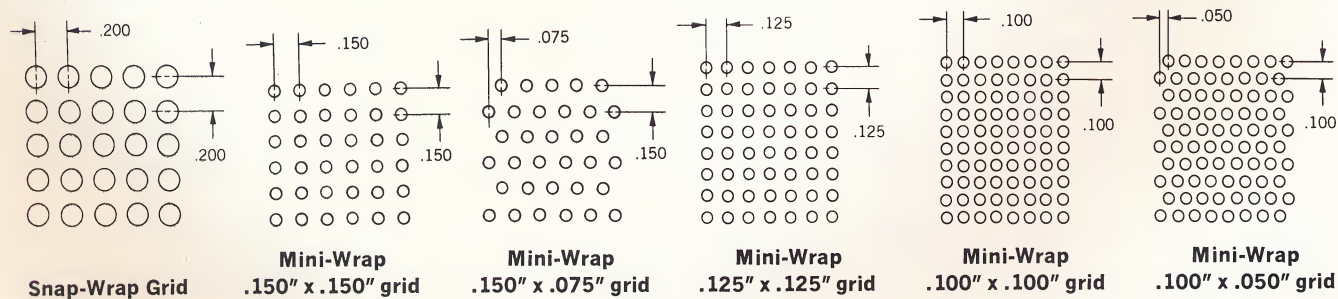 .200
.200
Snap-Wrap Grid
.150
.150
Mini-Wrap
.150" x .150" grid
.075
.150
Mini-Wrap
.150" x .075" grid
.125
.125
Mini-Wrap
.125" x .125" grid
.100
.100
Mini-Wrap
.100" x .100" grid
.050
.100
Mini-Wrap
.100" x .050" grid